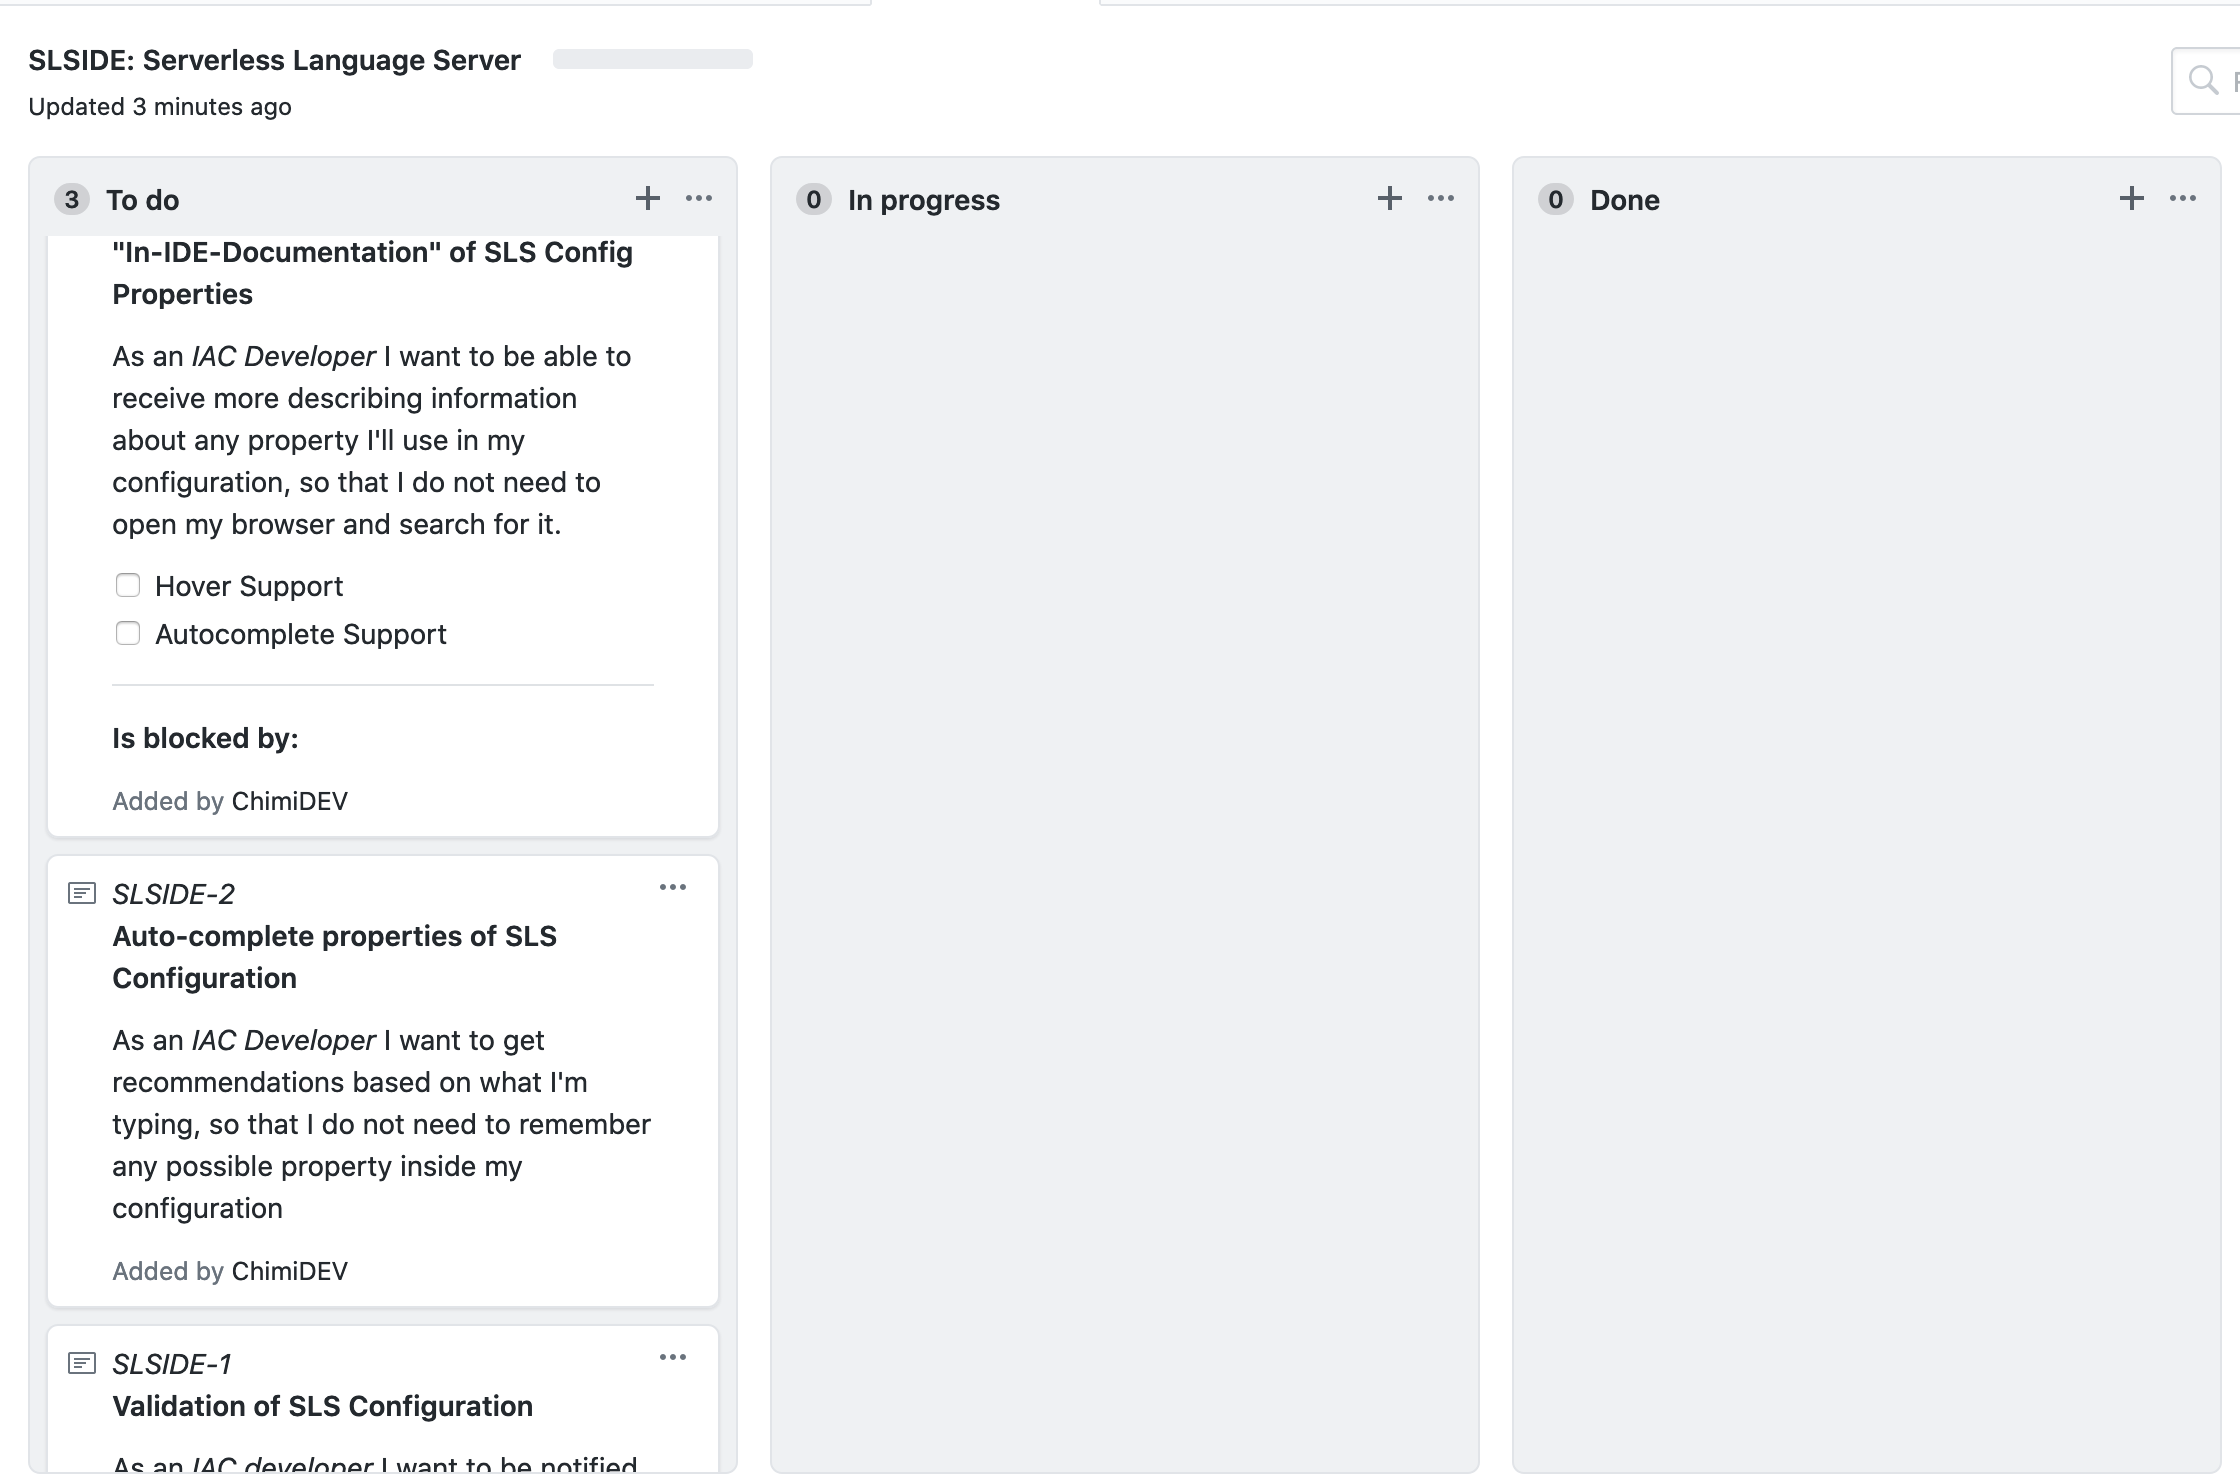 SLSIDE: Serverless Language Server
Updated 3 minutes ago
3 To do
"In-IDE-Documentation" of SLS Config
Properties
As an IAC Developer I want to be able to
receive more describing information
about any property I'll use in my
configuration, so that I do not need to
open my browser and search for it.
Hover Support
Autocomplete Support
Is blocked by:
Added by ChimiDEV
SLSIDE-2
Auto-complete properties of SLS
Configuration
As an IAC Developer I want to get
recommendations based on what I'm
typing, so that I do not need to remember
any possible property inside my
configuration
Added by ChimiDEV
SLSIDE-1
Validation of SLS Configuration
As an IAC developer I want to be notified
0 In progress
0 Done